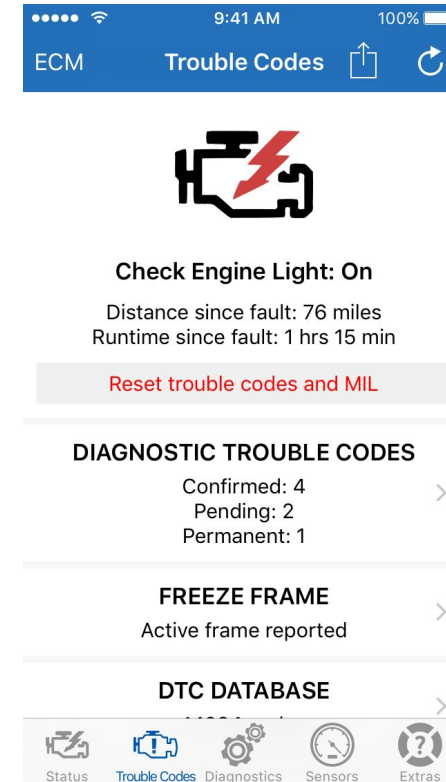 9:41 AM 100%
ECM Trouble Codes
Check Engine Light: On
Distance since fault: 76 miles
Runtime since fault: 1 hrs 15 min
Reset trouble codes and MIL
DIAGNOSTIC TROUBLE CODES
Confirmed: 4
Pending: 2
Permanent: 1
FREEZE FRAME
Active frame reported
DTC DATABASE
Status Trouble Codes Diagnostics Sensors Extras